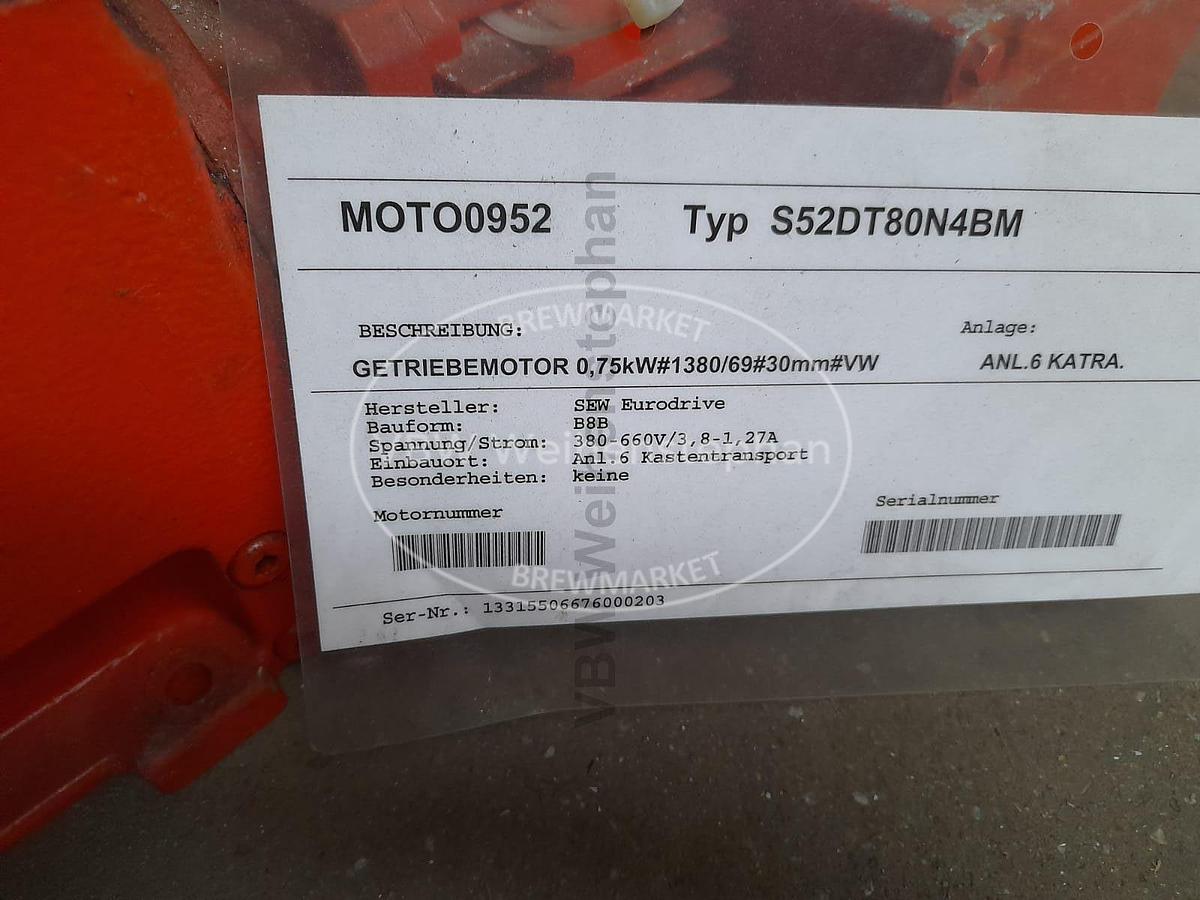 MOTO0952 Typ S52DT80N4BM
BESCHREIBUNG: Anlage:
GETRIEBEMOTOR 0,75kW#1380/69#30mm#VW ANL.6 KATRA.
Hersteller: SEW Eurodrive
Bauform: B8B
Spannung/Strom: 380-660V/3,8-1,27A
Einbauort: Anl.6 Kastentransport
Besonderheiten: keine
Motornummer Serialnummer
Ser-Nr.: 13315506676000203
BREWMARKET
VBW Weihenstephan
BREWMARKET
VBW Weihenstephan